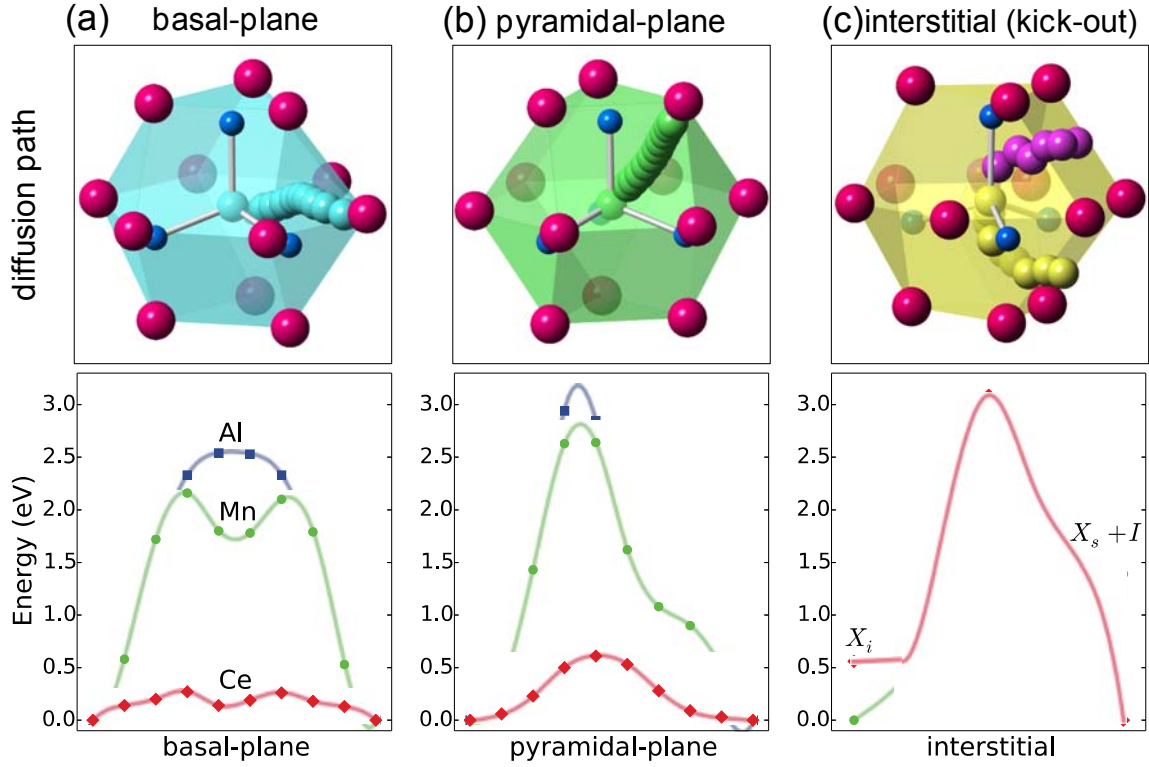 (a) basal-plane
(b) pyramidal-plane
(c) interstitial (kick-out)
diffusion path
Energy (eV)
3.0
2.5
2.0
1.5
1.0
0.5
0.0
Al
Mn
Ce
basal-plane
3.0
2.5
2.0
1.5
1.0
0.5
0.0
pyramidal-plane
3.0
2.5
2.0
1.5
1.0
0.5
0.0
Xᵢ
Xₛ + I
interstitial